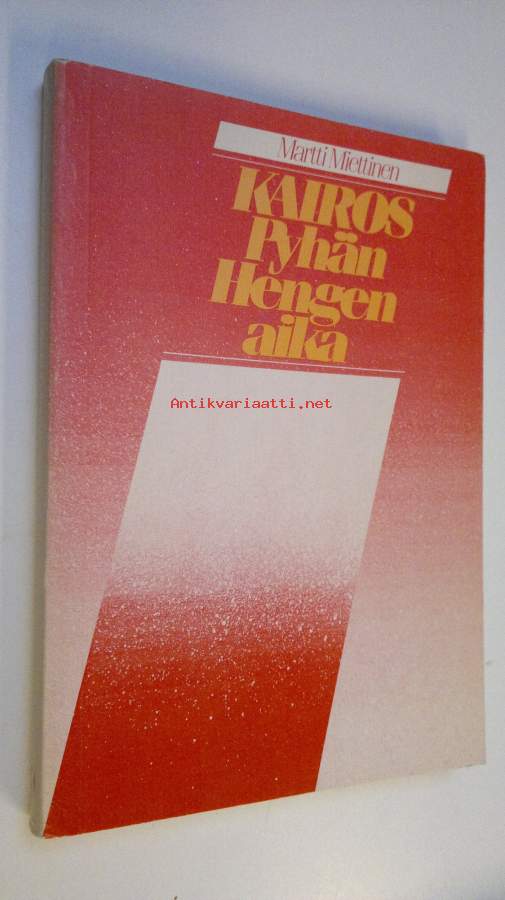 Martti Miettinen
KAIROS
Pyhän
Hengen
aika
Antikvariaatti.net